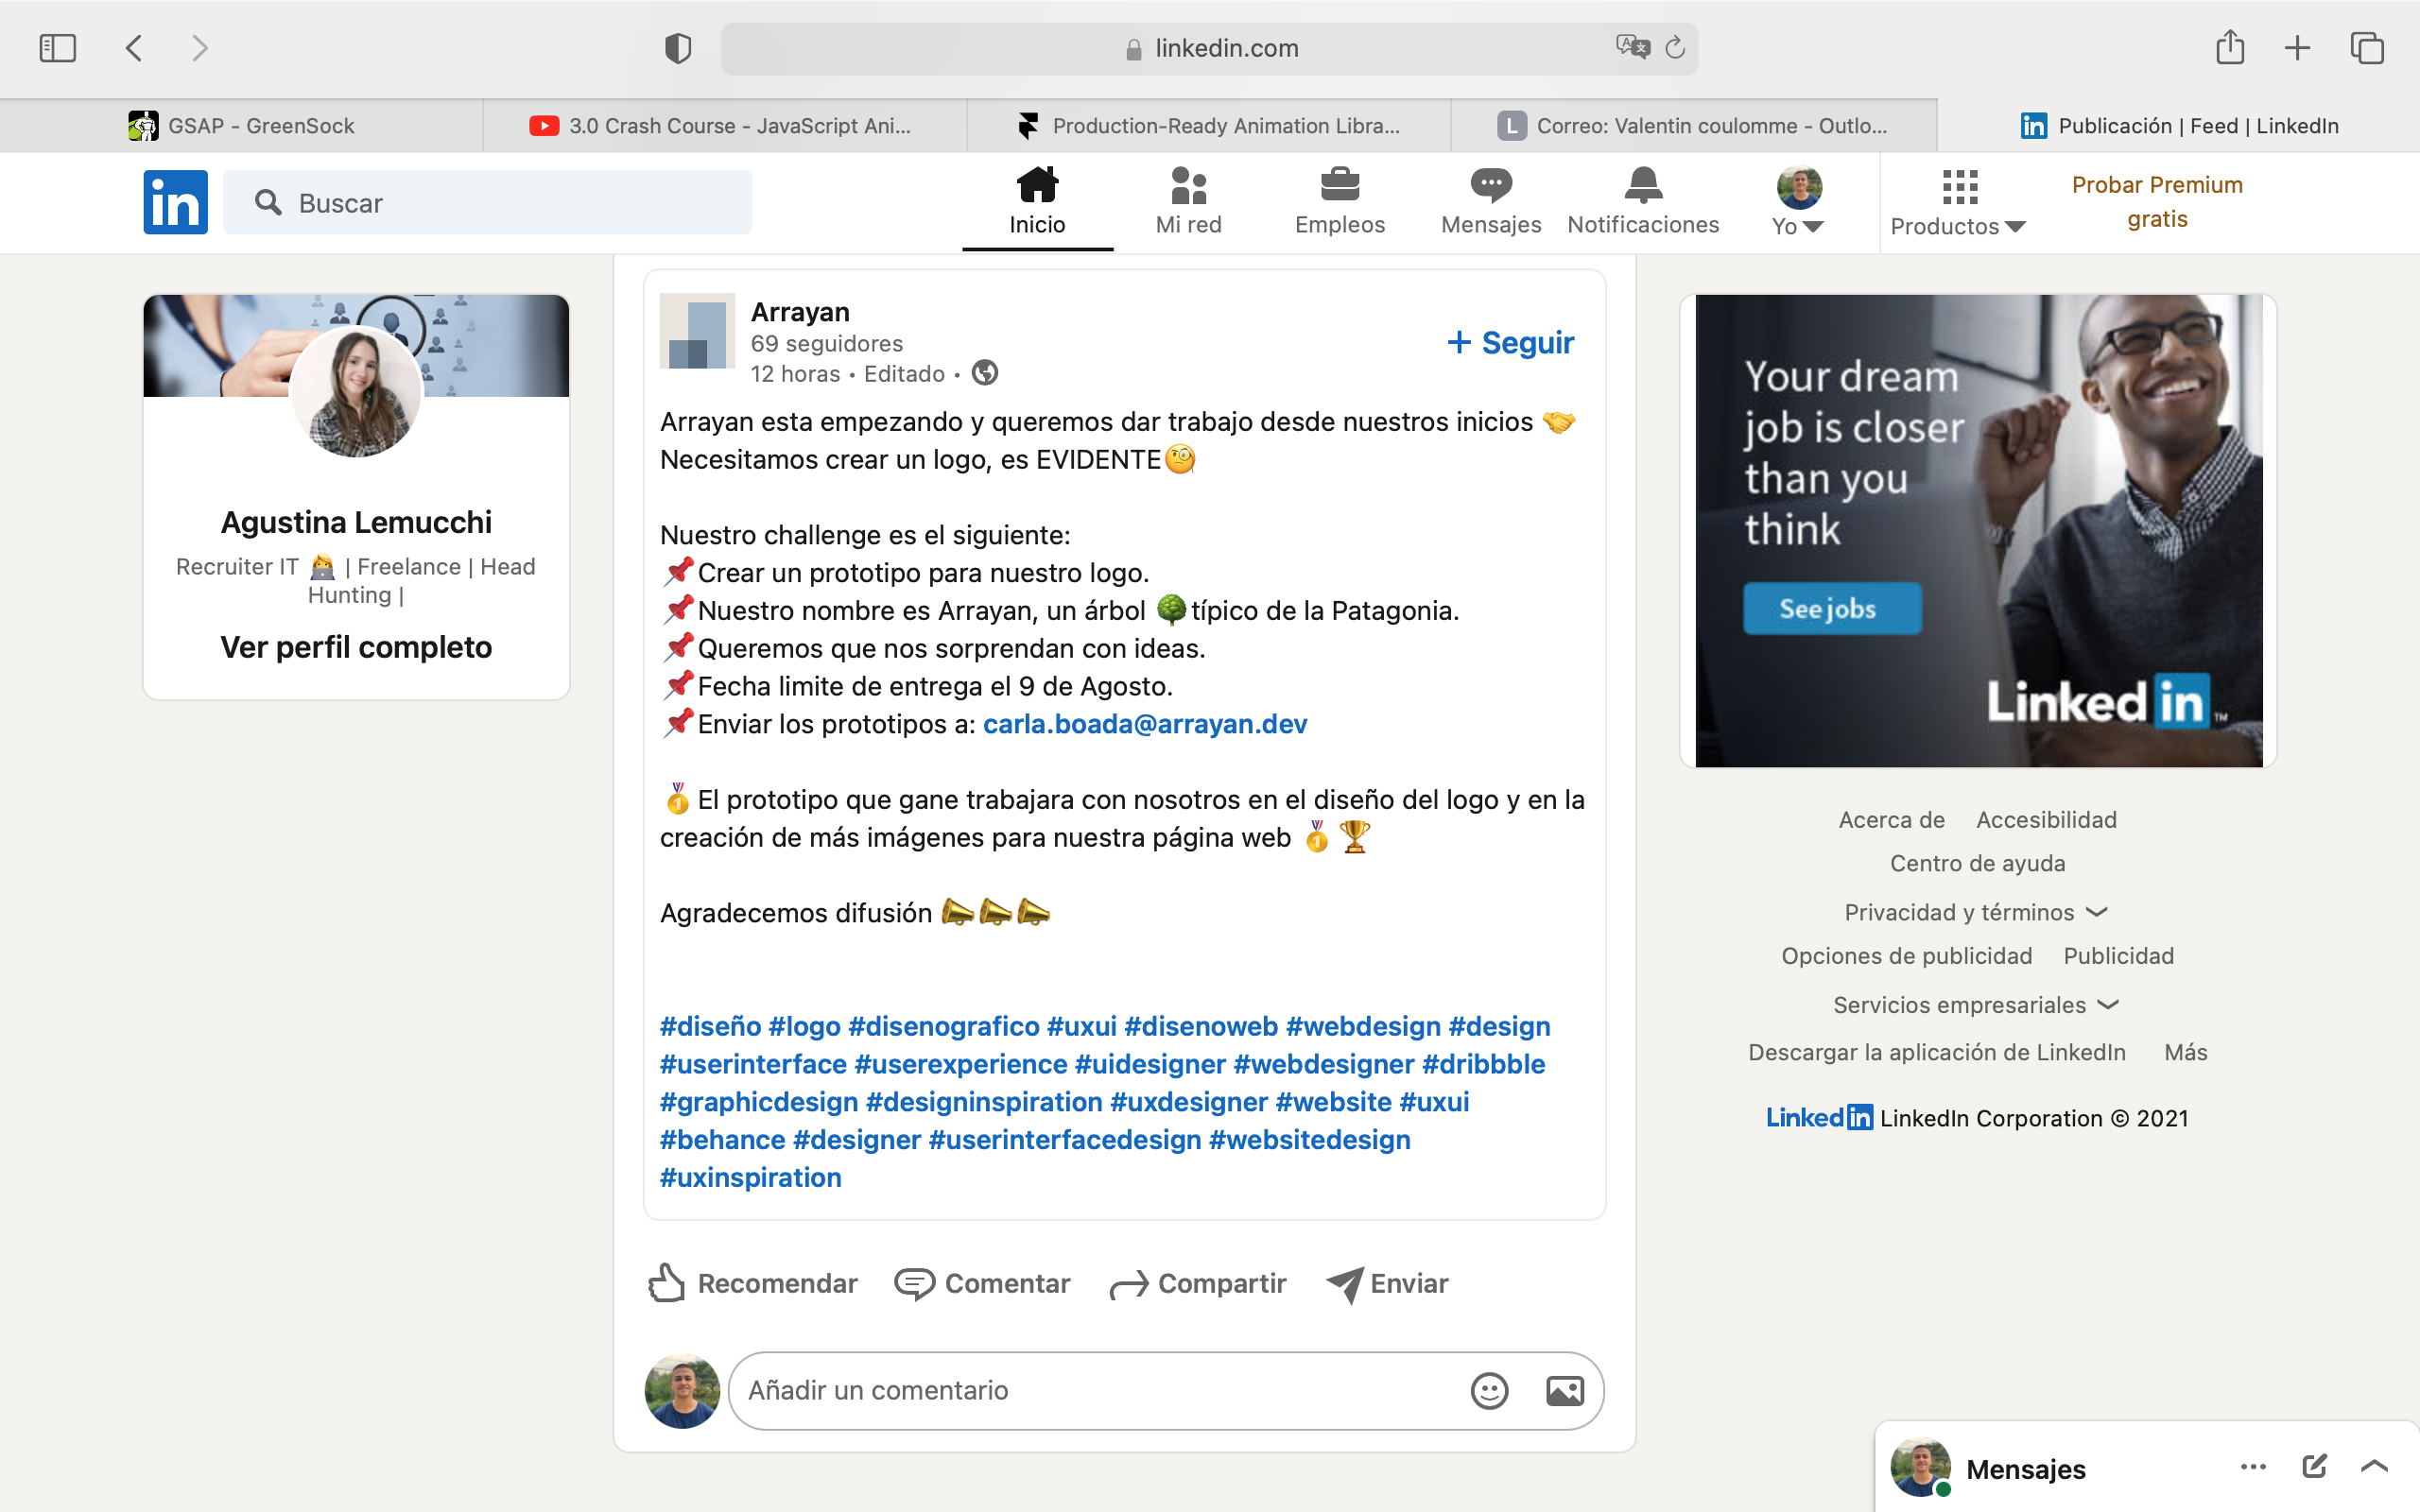 linkedin.com
GSAP - GreenSock
3.0 Crash Course - JavaScript Ani...
Production-Ready Animation Libra...
L Correo: Valentin coulomme - Outlo...
in Publicación | Feed | LinkedIn
in
Buscar
Inicio
Mi red
Empleos
Mensajes
Notificaciones
Yo
Productos
Probar Premium
gratis
Agustina Lemucchi
Recruiter IT 👩‍💻 | Freelance | Head
Hunting |
Ver perfil completo
Arrayan
69 seguidores
12 horas • Editado •
+ Seguir
Arrayan esta empezando y queremos dar trabajo desde nuestros inicios 🤝
Necesitamos crear un logo, es EVIDENTE🧐
Nuestro challenge es el siguiente:
📌Crear un prototipo para nuestro logo.
📌Nuestro nombre es Arrayan, un árbol 🌳típico de la Patagonia.
📌Queremos que nos sorprendan con ideas.
📌Fecha limite de entrega el 9 de Agosto.
📌Enviar los prototipos a: carla.boada@arrayan.dev
🥇El prototipo que gane trabajara con nosotros en el diseño del logo y en la
creación de más imágenes para nuestra página web 🥇🏆
Agradecemos difusión 📣📣📣
#diseño #logo #disenografico #uxui #disenoweb #webdesign #design
#userinterface #userexperience #uidesigner #webdesigner #dribbble
#graphicdesign #designinspiration #uxdesigner #website #uxui
#behance #designer #userinterfacedesign #websitedesign
#uxinspiration
Recomendar
Comentar
Compartir
Enviar
Añadir un comentario
Your dream
job is closer
than you
think
See jobs
Linked in ™
Acerca de
Accesibilidad
Centro de ayuda
Privacidad y términos
Opciones de publicidad
Publicidad
Servicios empresariales
Descargar la aplicación de LinkedIn
Más
Linked in LinkedIn Corporation © 2021
Mensajes